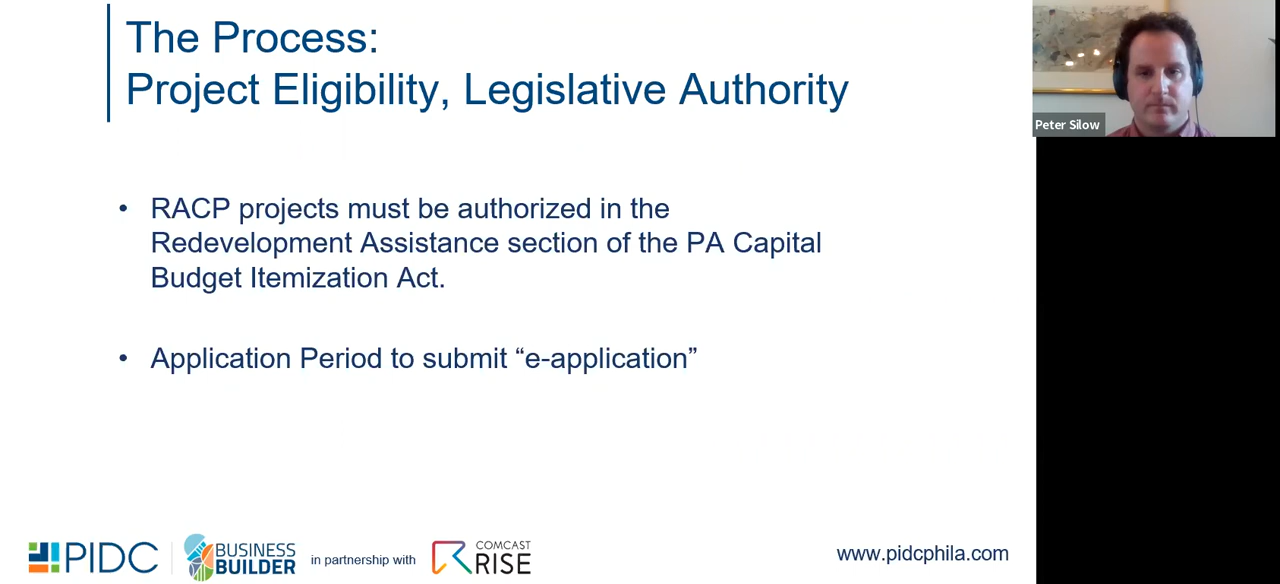 The Process:
Project Eligibility, Legislative Authority
Peter Silow
• RACP projects must be authorized in the
Redevelopment Assistance section of the PA Capital
Budget Itemization Act.
• Application Period to submit “e-application”
PIDC
BUSINESS
BUILDER
in partnership with
COMCAST
RISE
www.pidcphila.com